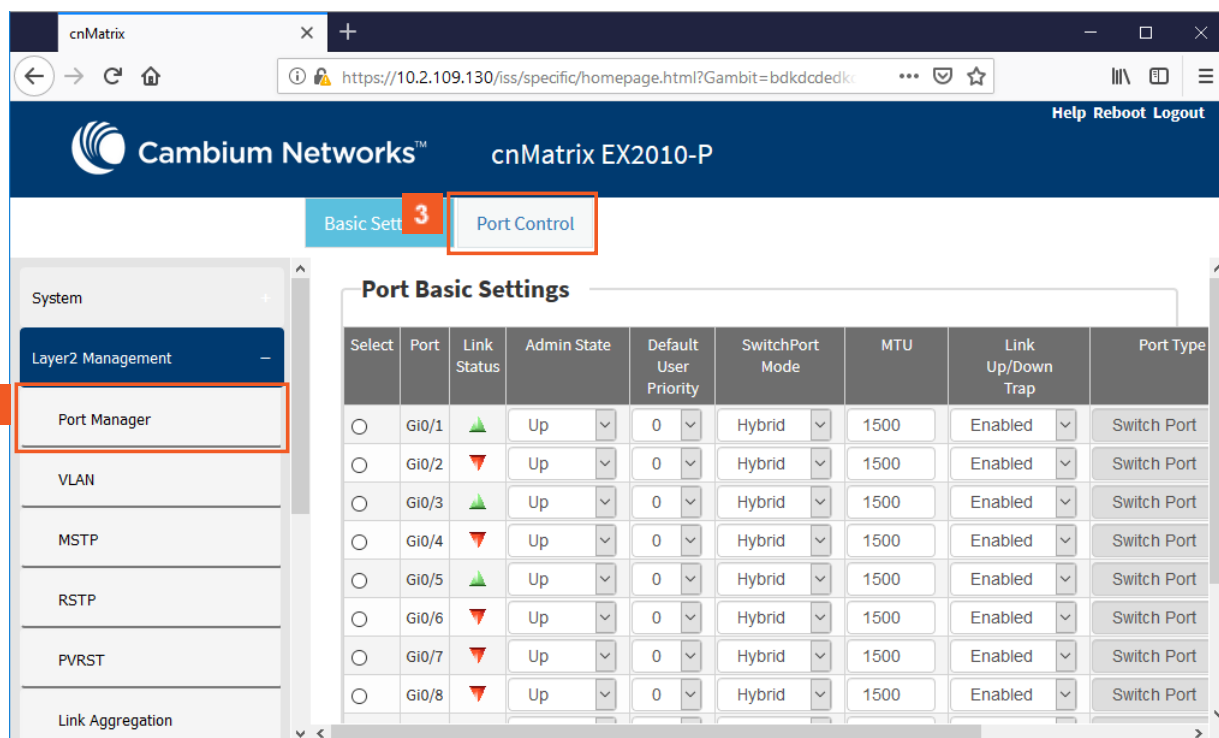 cnMatrix
https://10.2.109.130/iss/specific/homepage.html?Gambit=bdkdcdedkc
Help Reboot Logout
Cambium Networks™ cnMatrix EX2010-P
Basic Sett 3 Port Control
System
Layer2 Management
Port Manager
VLAN
MSTP
RSTP
PVRST
Link Aggregation
Port Basic Settings
Select Port Link Status Admin State Default User Priority SwitchPort Mode MTU Link Up/Down Trap Port Type
Gi0/1 Up 0 Hybrid 1500 Enabled Switch Port
Gi0/2 Up 0 Hybrid 1500 Enabled Switch Port
Gi0/3 Up 0 Hybrid 1500 Enabled Switch Port
Gi0/4 Up 0 Hybrid 1500 Enabled Switch Port
Gi0/5 Up 0 Hybrid 1500 Enabled Switch Port
Gi0/6 Up 0 Hybrid 1500 Enabled Switch Port
Gi0/7 Up 0 Hybrid 1500 Enabled Switch Port
Gi0/8 Up 0 Hybrid 1500 Enabled Switch Port